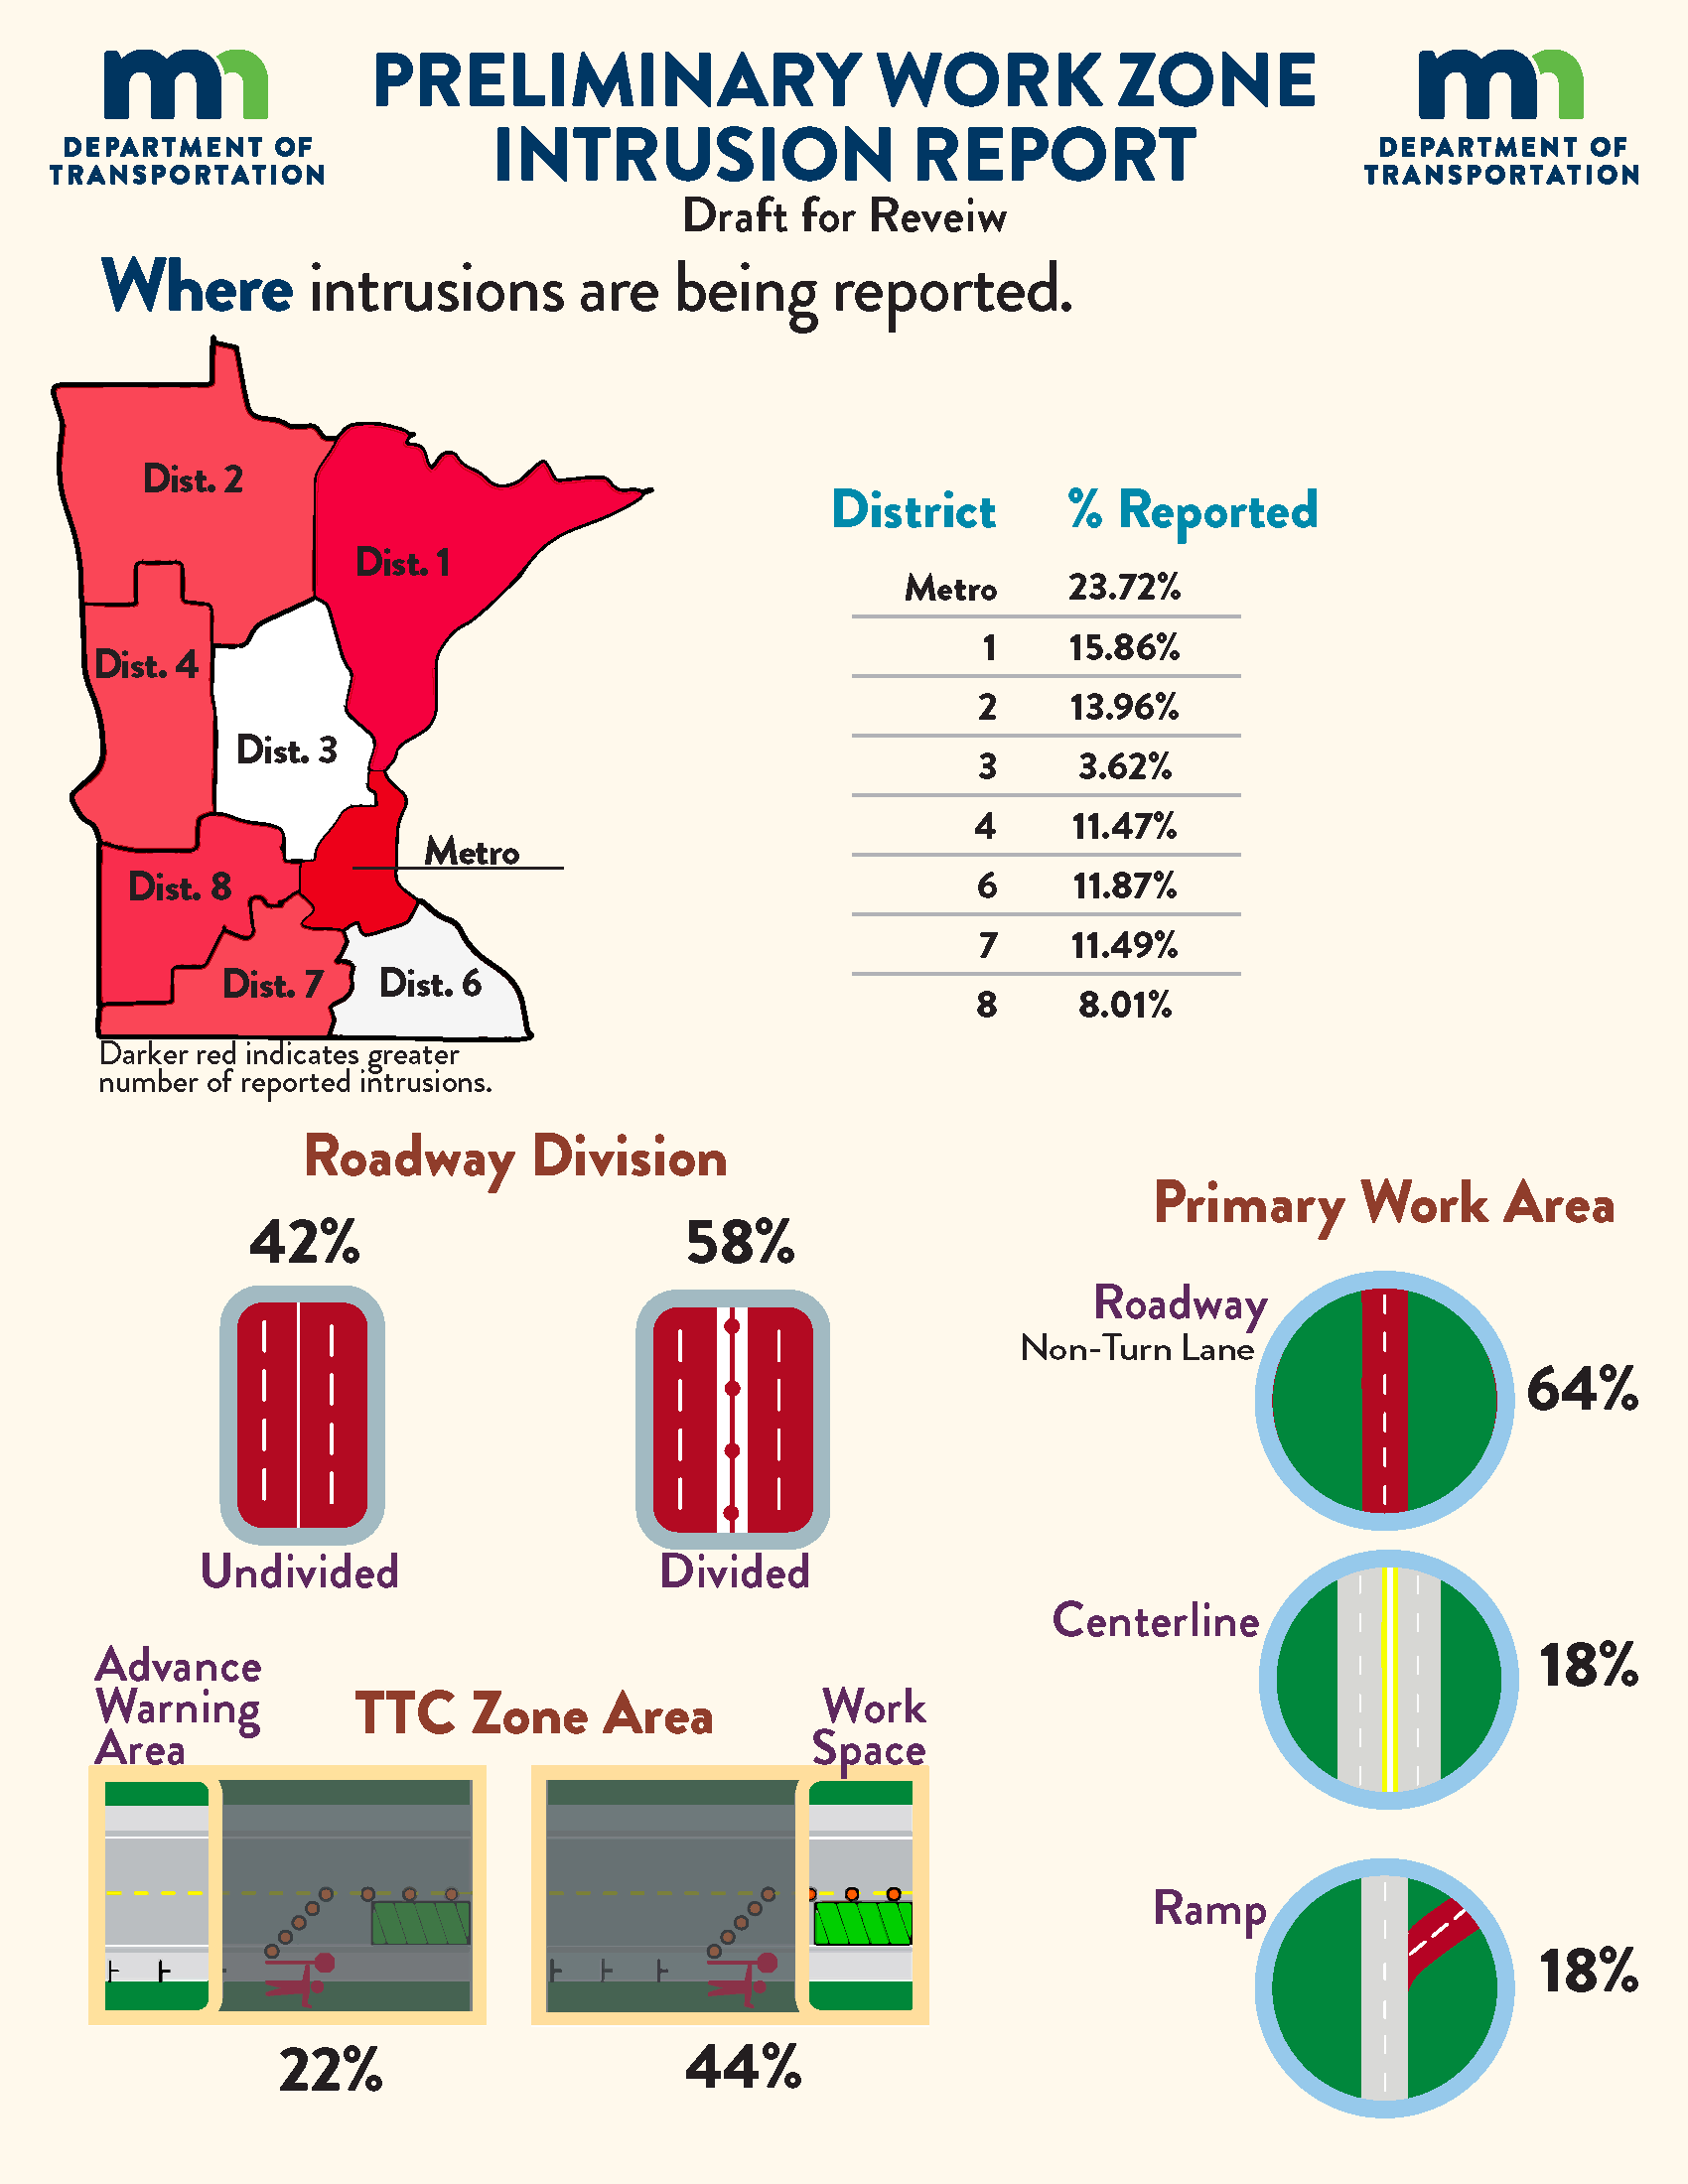 DEPARTMENT OF
TRANSPORTATION
PRELIMINARY WORK ZONE
INTRUSION REPORT
Draft for Reveiw
DEPARTMENT OF
TRANSPORTATION
Where intrusions are being reported.
Dist. 2
Dist. 1
Dist. 4
Dist. 3
Metro
Dist. 8
Dist. 7
Dist. 6
Darker red indicates greater
number of reported intrusions.
District % Reported
Metro 23.72%
1 15.86%
2 13.96%
3 3.62%
4 11.47%
6 11.87%
7 11.49%
8 8.01%
Roadway Division
42%
58%
Undivided
Divided
Primary Work Area
Roadway
Non-Turn Lane
64%
Centerline
18%
Ramp
18%
TTC Zone Area
Advance
Warning
Area
Work
Space
22%
44%